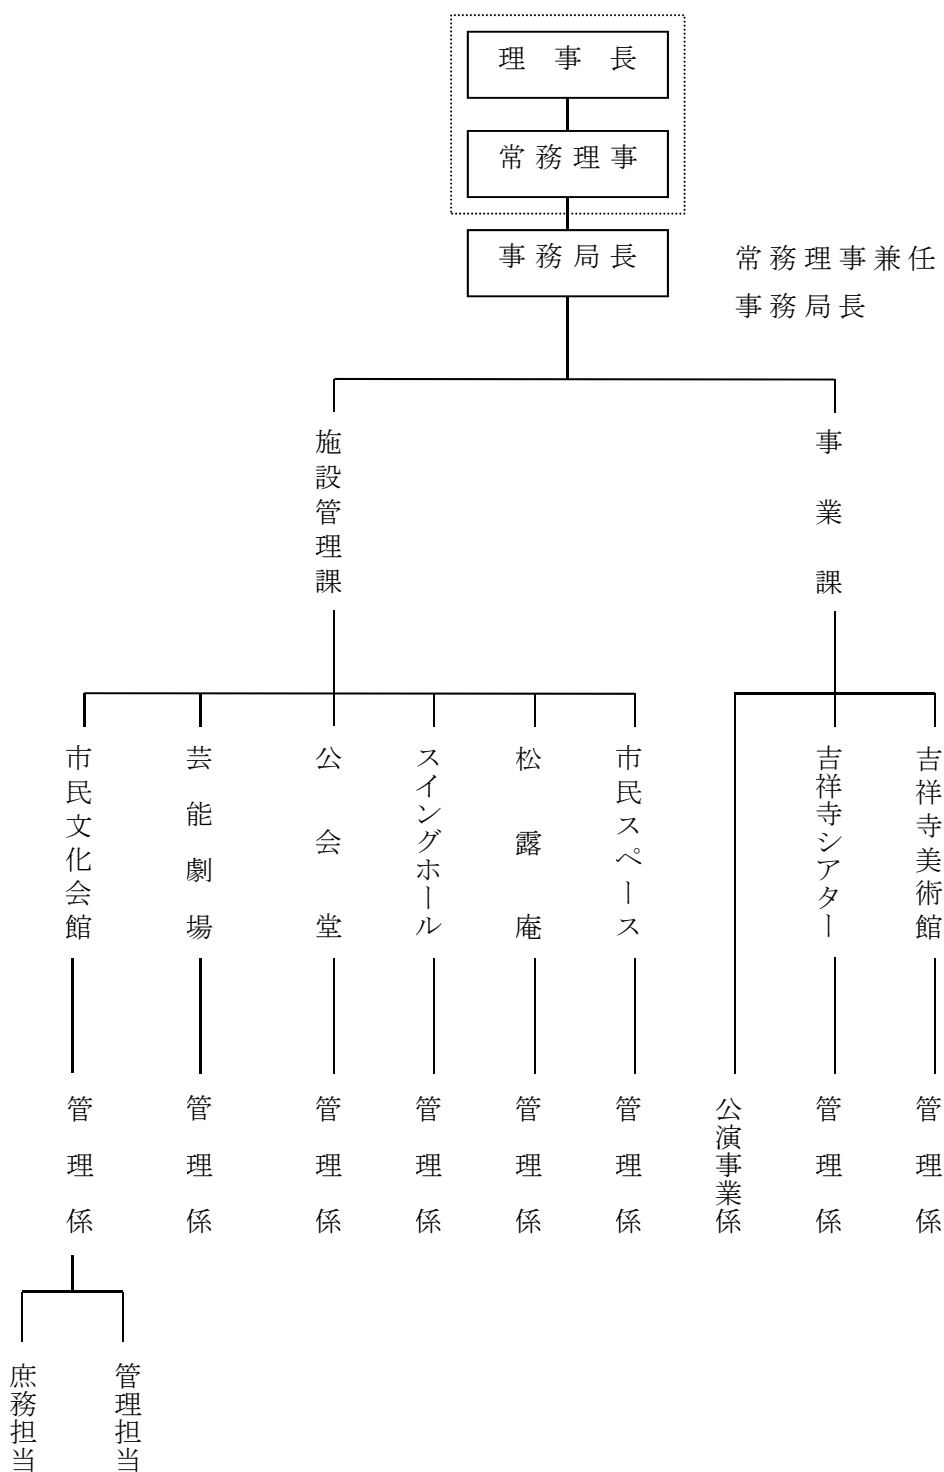 理事長
常務理事
事務局長
常務理事兼任
事務局長
施設管理課
事業課
市民文化会館
芸能劇場
公会堂
スイングホール
松露庵
市民スペース
吉祥寺シアター
吉祥寺美術館
管理係
管理係
管理係
管理係
管理係
管理係
公演事業係
管理係
管理係
庶務担当
管理担当